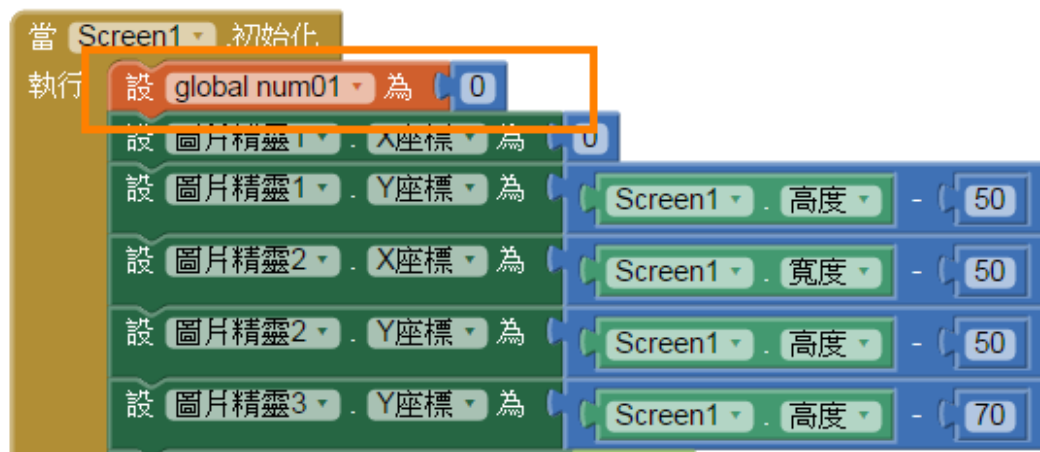 當 Screen1 .初始化
執行 設 global num01 為 0
設 圖片精靈1 . X座標 為 0
設 圖片精靈1 . Y座標 為 Screen1 . 高度 - 50
設 圖片精靈2 . X座標 為 Screen1 . 寬度 - 50
設 圖片精靈2 . Y座標 為 Screen1 . 高度 - 50
設 圖片精靈3 . Y座標 為 Screen1 . 高度 - 70